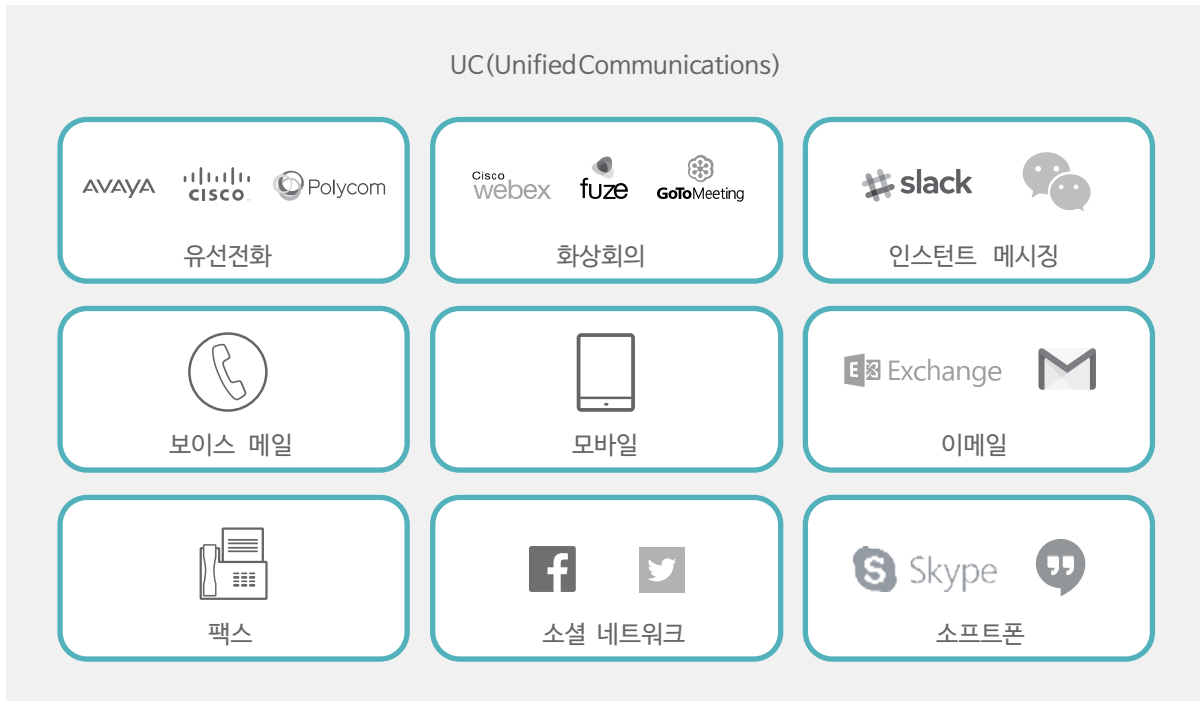 UC(Unified Communications)
AVAYA CISCO Polycom
유선전화
Cisco webex fuze GoToMeeting
화상회의
slack
인스턴트 메시징
보이스 메일
모바일
E Exchange M
이메일
팩스
f
소셜 네트워크
S Skype
소프트폰